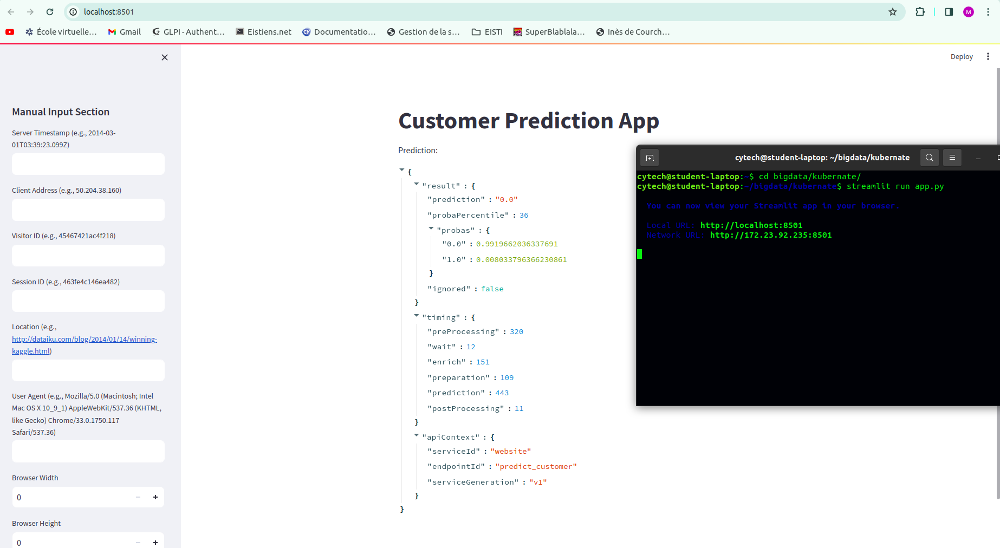 localhost:8501
M
École virtuelle...
Gmail
GLPI - Authent...
Eistiens.net
Documentatio...
Gestion de la s...
EISTI
SuperBlablala...
Inès de Courch...
Deploy
Manual Input Section
Server Timestamp (e.g., 2014-03-
01T03:39:23.099Z)
Client Address (e.g., 50.204.38.160)
Visitor ID (e.g., 45467421ac4f218)
Session ID (e.g., 463fe4c146ea482)
Location (e.g.,
http://dataiku.com/blog/2014/01/14/winning-
kaggle.html)
User Agent (e.g., Mozilla/5.0 (Macintosh; Intel
Mac OS X 10_9_1) AppleWebKit/537.36 (KHTML,
like Gecko) Chrome/33.0.1750.117
Safari/537.36)
Browser Width
0
Browser Height
0
Customer Prediction App
Prediction:
{
"result" : {
"prediction" : "0.0"
"probaPercentile" : 36
"probas" : {
"0.0" : 0.9919662036337691
"1.0" : 0.008033796366230861
}
"ignored" : false
}
"timing" : {
"preProcessing" : 320
"wait" : 12
"enrich" : 151
"preparation" : 109
"prediction" : 443
"postProcessing" : 11
}
"apiContext" : {
"serviceId" : "website"
"endpointId" : "predict_customer"
"serviceGeneration" : "v1"
}
}
cytech@student-laptop: ~/bigdata/kubernate
cytech@student-laptop:~$ cd bigdata/kubernate/
cytech@student-laptop:~/bigdata/kubernate$ streamlit run app.py
You can now view your Streamlit app in your browser.
Local URL: http://localhost:8501
Network URL: http://172.23.92.235:8501